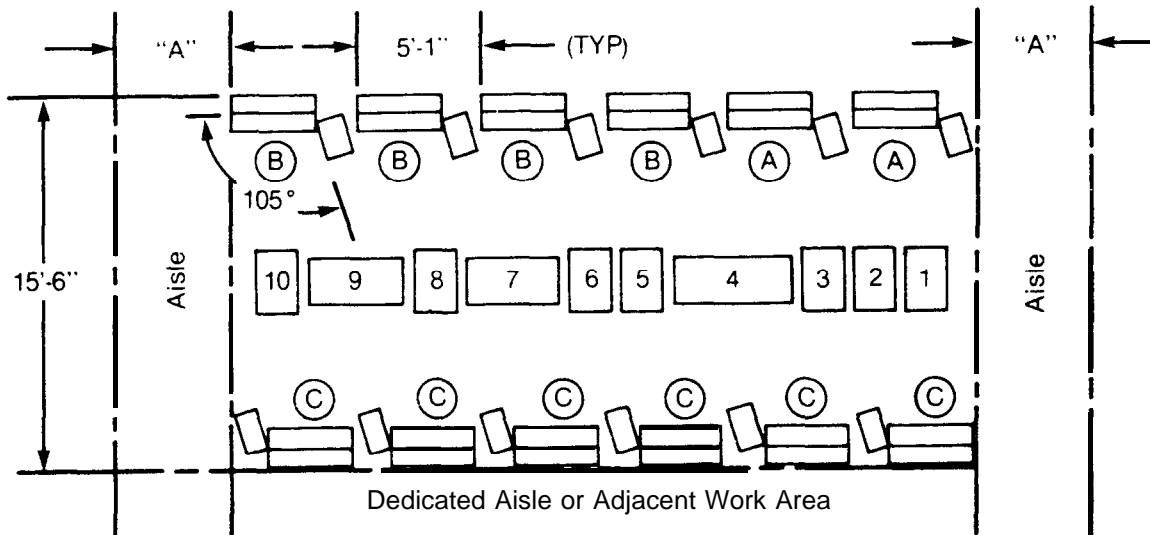 “A” 5'-1'' (TYP) “A”
B B B B A A
105°
15'-6''
Aisle
10 9 8 7 6 5 4 3 2 1
Aisle
C C C C C C
Dedicated Aisle or Adjacent Work Area